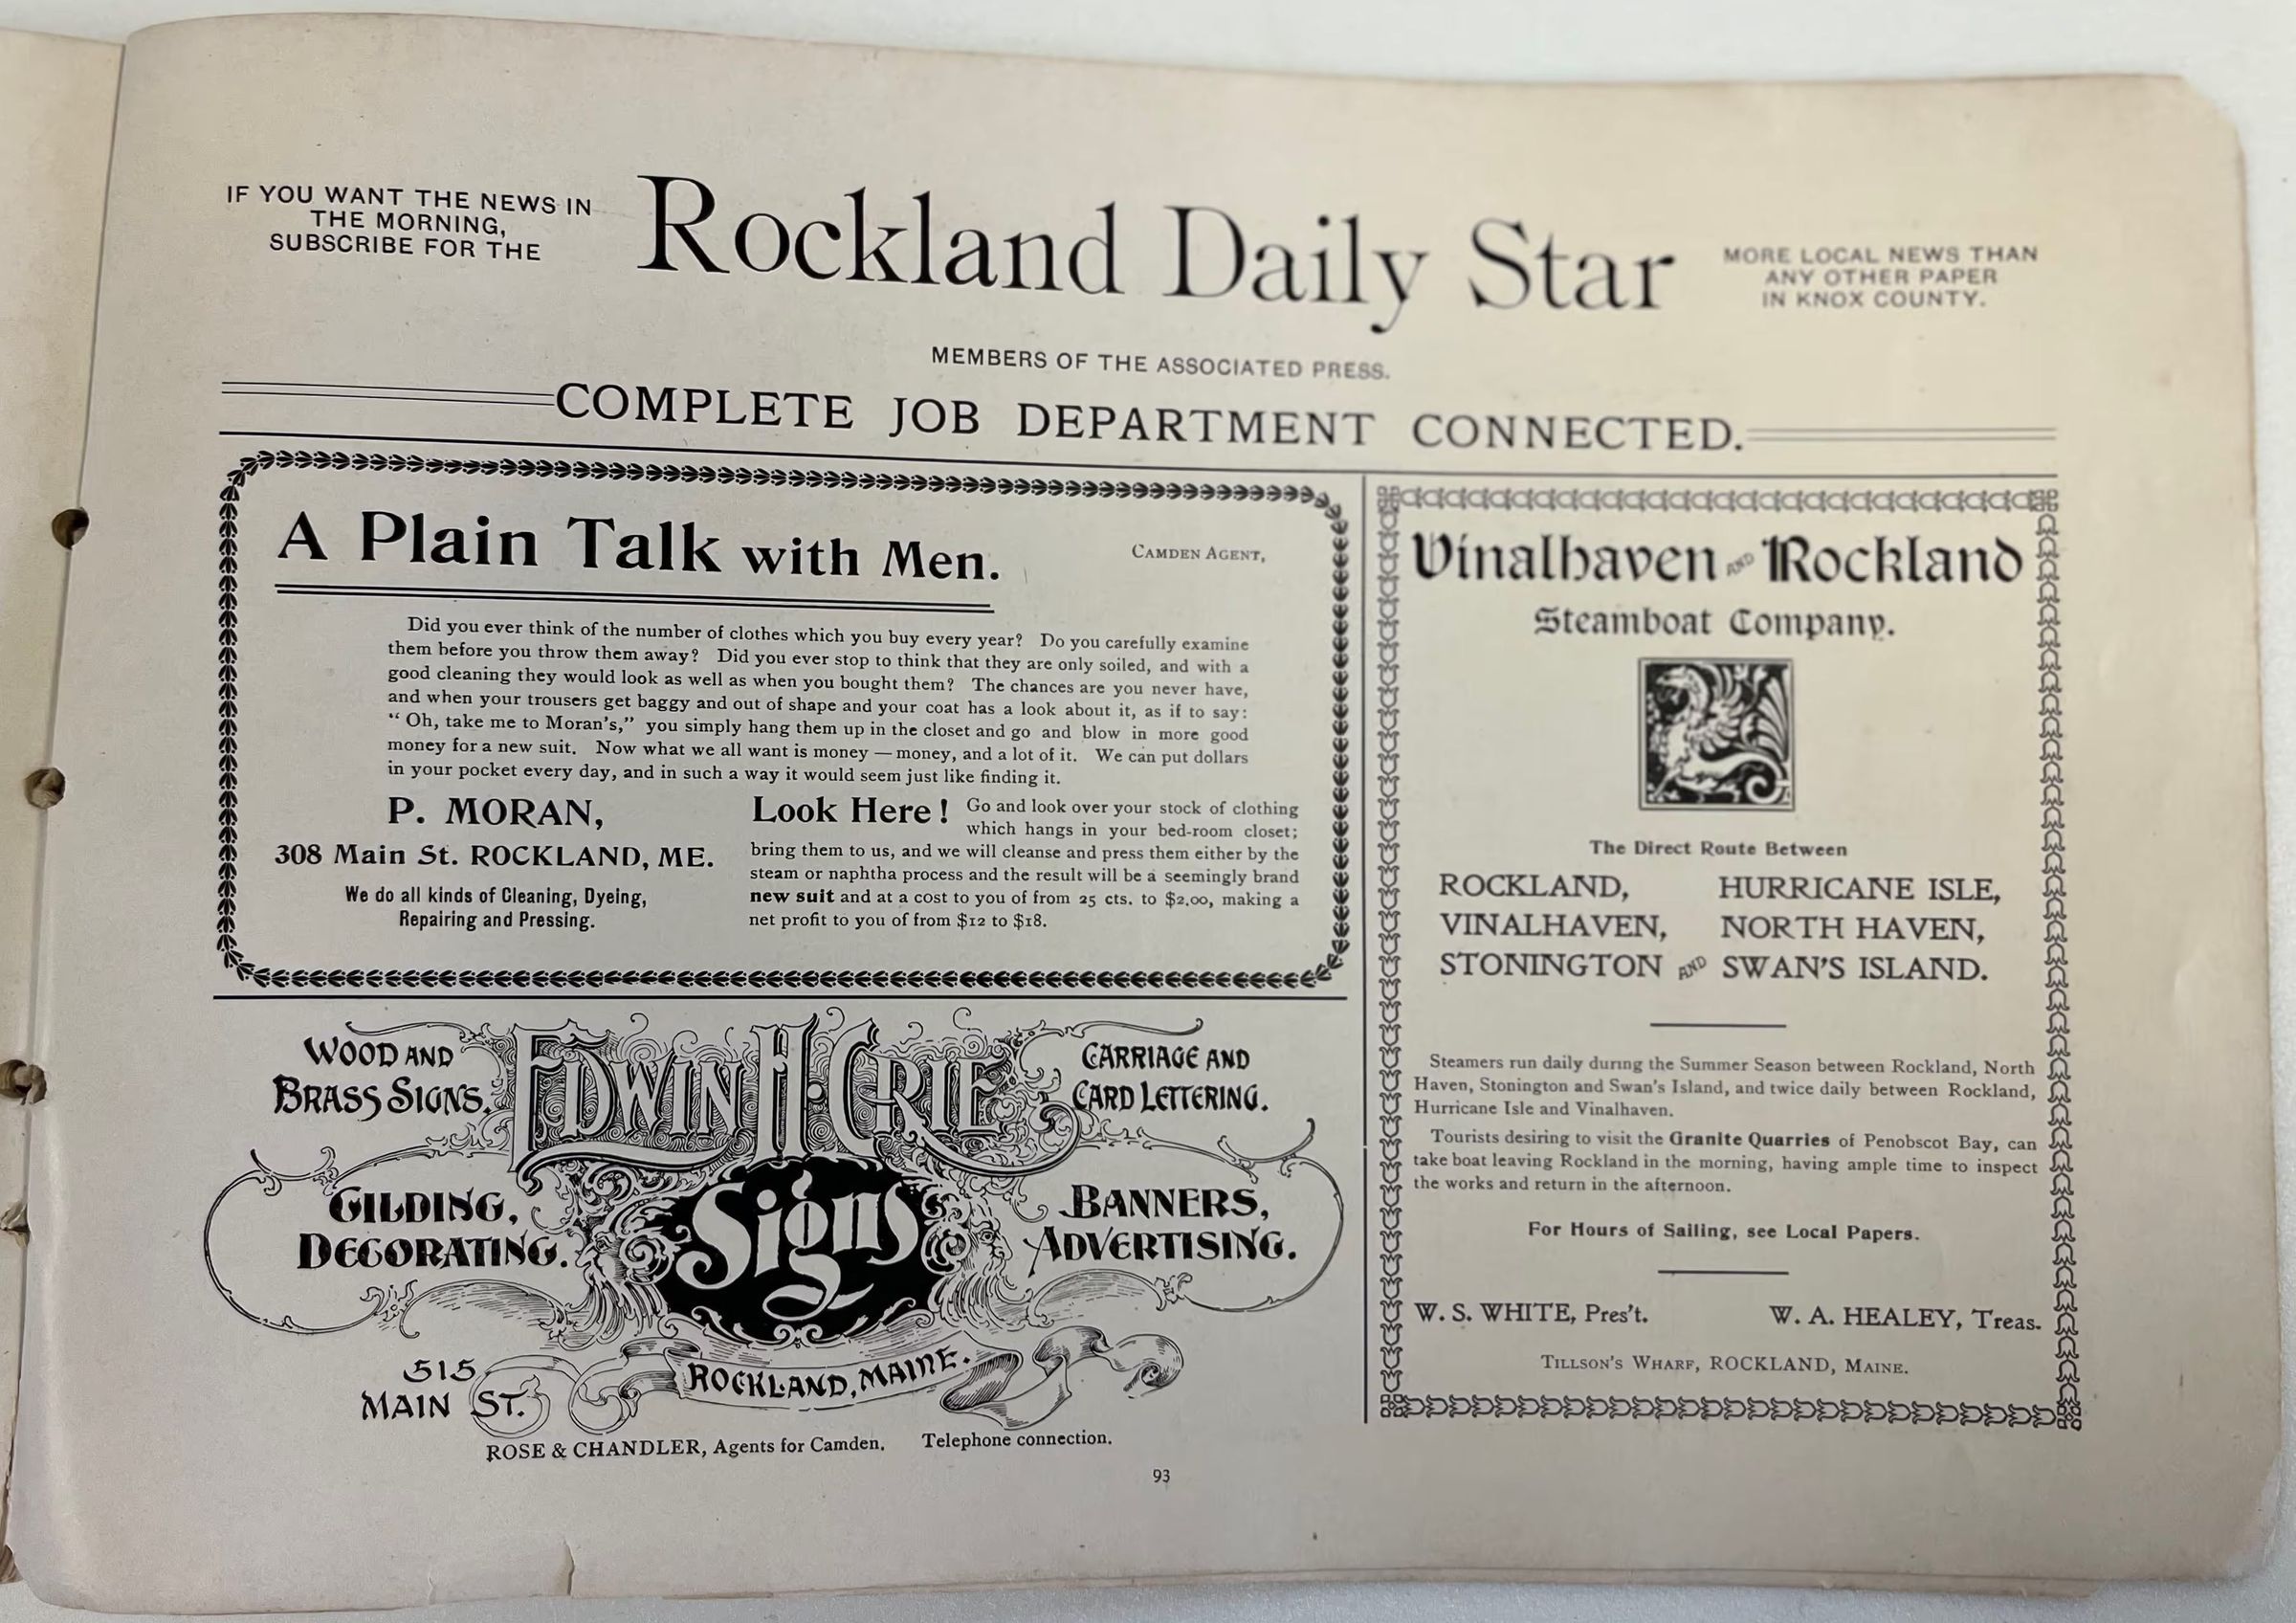 IF YOU WANT THE NEWS IN
THE MORNING,
SUBSCRIBE FOR THE
Rockland Daily Star
MORE LOCAL NEWS THAN
ANY OTHER PAPER
IN KNOX COUNTY.
MEMBERS OF THE ASSOCIATED PRESS.
COMPLETE JOB DEPARTMENT CONNECTED.
A Plain Talk with Men.
CAMDEN AGENT,
Did you ever think of the number of clothes which you buy every year? Do you carefully examine
them before you throw them away? Did you ever stop to think that they are only soiled, and with a
good cleaning they would look as well as when you bought them? The chances are you never have,
and when your trousers get baggy and out of shape and your coat has a look about it, as if to say:
“ Oh, take me to Moran's,” you simply hang them up in the closet and go and blow in more good
money for a new suit. Now what we all want is money — money, and a lot of it. We can put dollars
in your pocket every day, and in such a way it would seem just like finding it.
P. MORAN,
308 Main St. ROCKLAND, ME.
We do all kinds of Cleaning, Dyeing,
Repairing and Pressing.
Look Here! Go and look over your stock of clothing
which hangs in your bed-room closet;
bring them to us, and we will cleanse and press them either by the
steam or naphtha process and the result will be a seemingly brand
new suit and at a cost to you of from 25 cts. to $2.00, making a
net profit to you of from $12 to $18.
WOOD AND
BRASS SIGNS.
EDWIN H. CRIE
CARRIAGE AND
CARD LETTERING.
GILDING,
DECORATING.
Signs
BANNERS,
ADVERTISING.
515
MAIN ST.
ROCKLAND, MAINE.
ROSE & CHANDLER, Agents for Camden. Telephone connection.
Vinalhaven AND Rockland
Steamboat Company.
The Direct Route Between
ROCKLAND, HURRICANE ISLE,
VINALHAVEN, NORTH HAVEN,
STONINGTON AND SWAN'S ISLAND.
Steamers run daily during the Summer Season between Rockland, North
Haven, Stonington and Swan's Island, and twice daily between Rockland,
Hurricane Isle and Vinalhaven.
Tourists desiring to visit the Granite Quarries of Penobscot Bay, can
take boat leaving Rockland in the morning, having ample time to inspect
the works and return in the afternoon.
For Hours of Sailing, see Local Papers.
W. S. WHITE, Pres't. W. A. HEALEY, Treas.
TILLSON'S WHARF, ROCKLAND, MAINE.
93